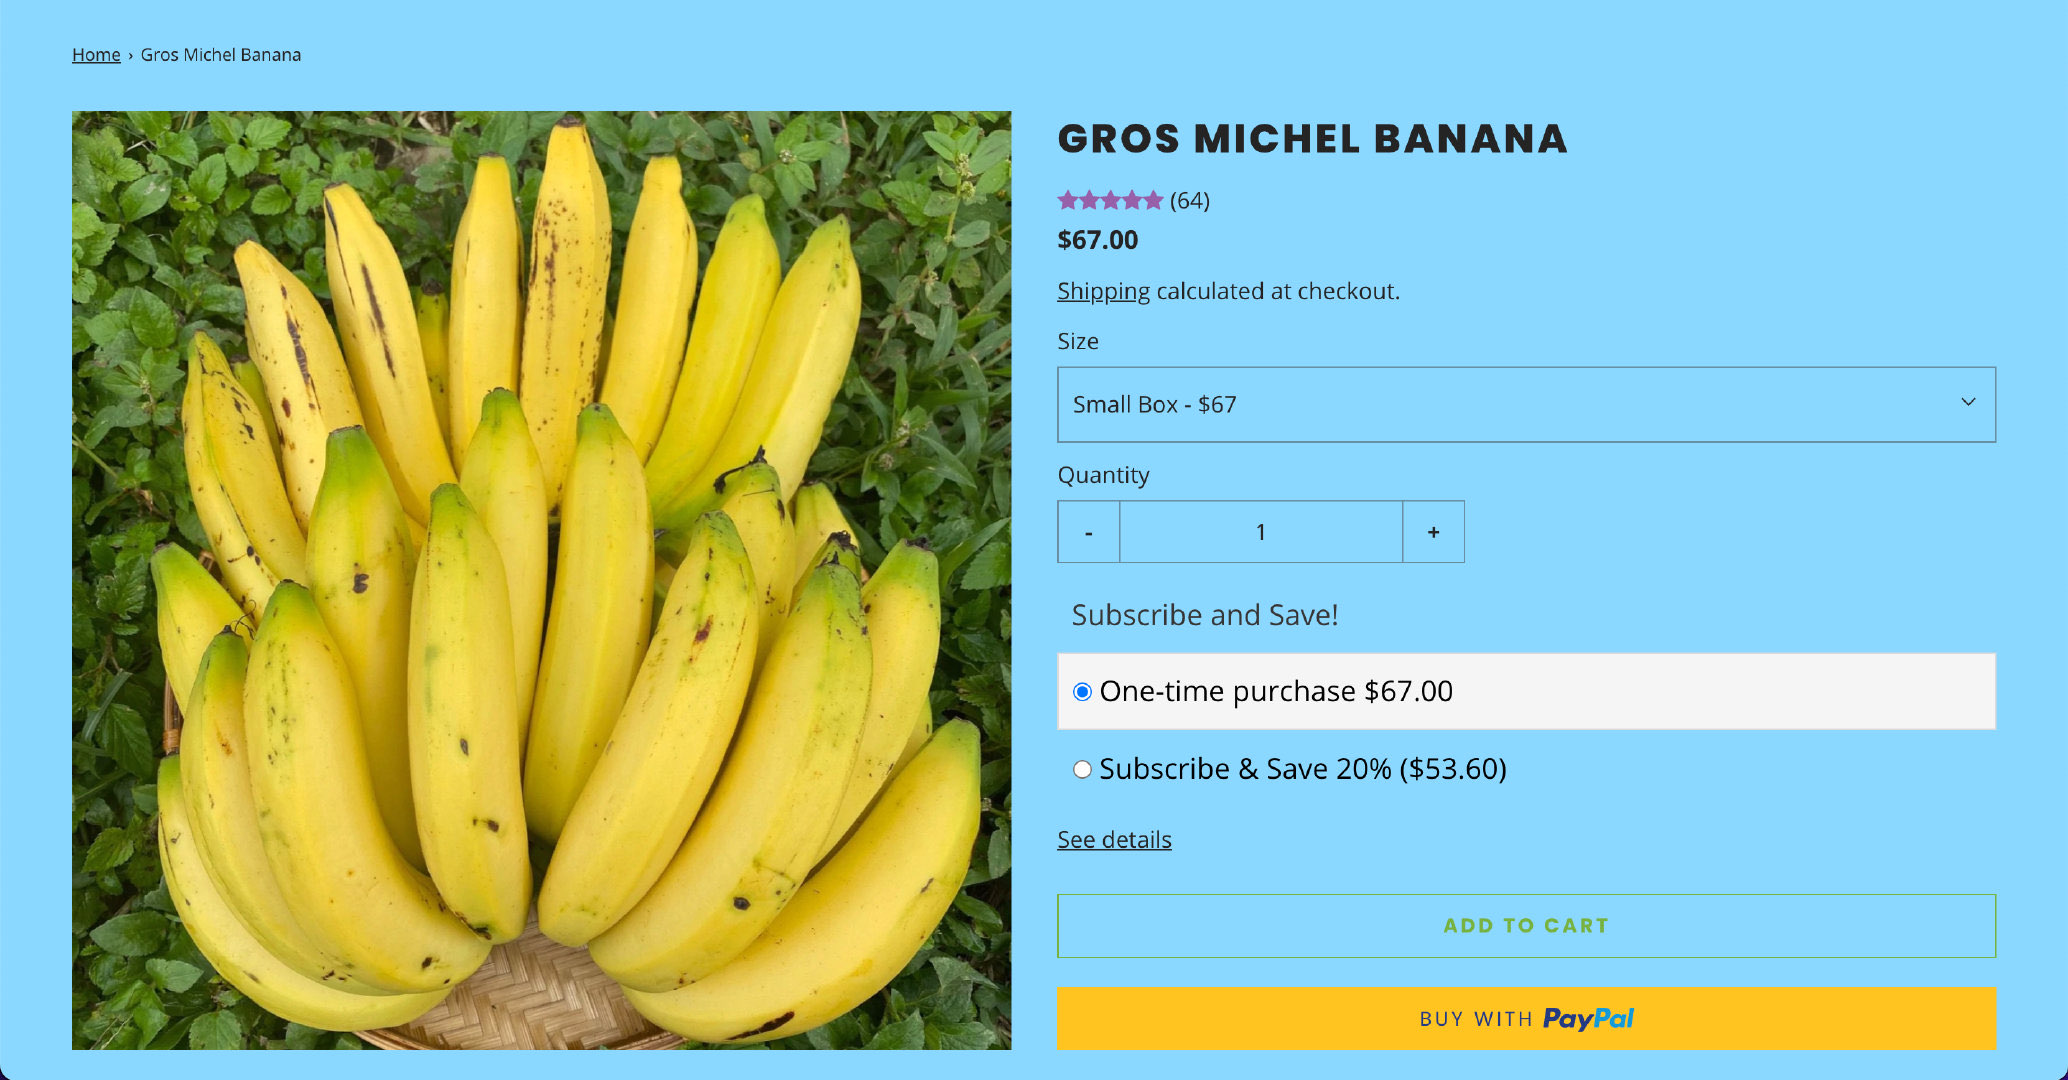 Home › Gros Michel Banana
GROS MICHEL BANANA
(64)
$67.00
Shipping calculated at checkout.
Size
Small Box - $67
Quantity
- 1 +
Subscribe and Save!
One-time purchase $67.00
Subscribe & Save 20% ($53.60)
See details
ADD TO CART
BUY WITH PayPal